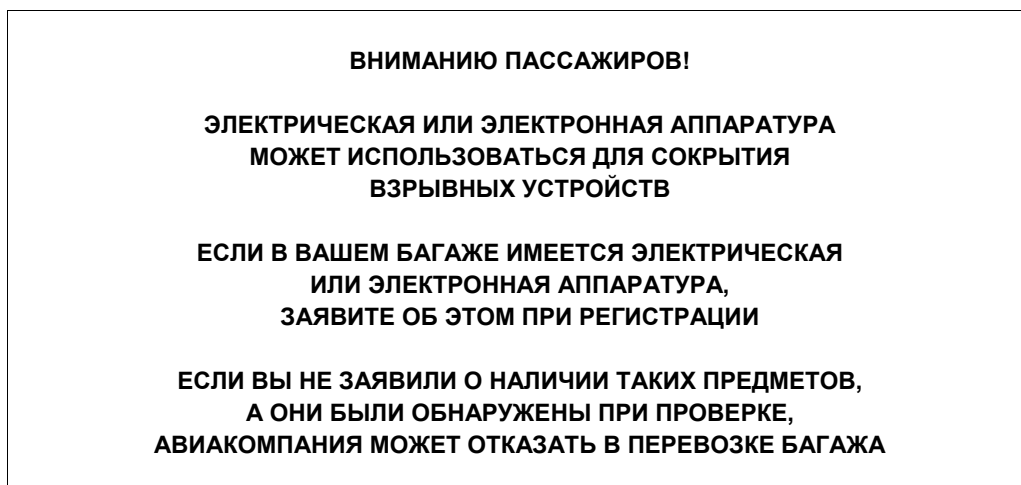 ВНИМАНИЮ ПАССАЖИРОВ!
ЭЛЕКТРИЧЕСКАЯ ИЛИ ЭЛЕКТРОННАЯ АППАРАТУРА
МОЖЕТ ИСПОЛЬЗОВАТЬСЯ ДЛЯ СОКРЫТИЯ
ВЗРЫВНЫХ УСТРОЙСТВ
ЕСЛИ В ВАШЕМ БАГАЖЕ ИМЕЕТСЯ ЭЛЕКТРИЧЕСКАЯ
ИЛИ ЭЛЕКТРОННАЯ АППАРАТУРА,
ЗАЯВИТЕ ОБ ЭТОМ ПРИ РЕГИСТРАЦИИ
ЕСЛИ ВЫ НЕ ЗАЯВИЛИ О НАЛИЧИИ ТАКИХ ПРЕДМЕТОВ,
А ОНИ БЫЛИ ОБНАРУЖЕНЫ ПРИ ПРОВЕРКЕ,
АВИАКОМПАНИЯ МОЖЕТ ОТКАЗАТЬ В ПЕРЕВОЗКЕ БАГАЖА